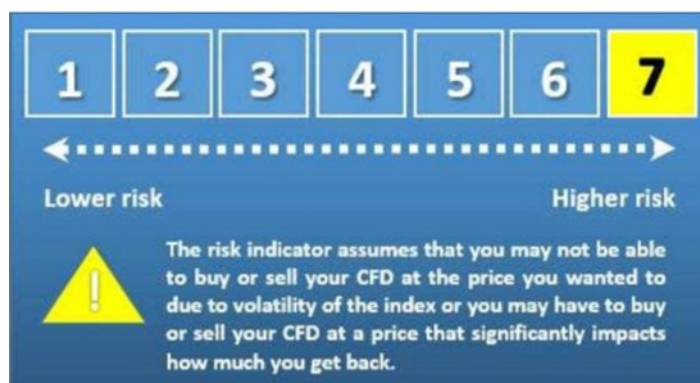 1 2 3 4 5 6 7
Lower risk Higher risk
The risk indicator assumes that you may not be able
to buy or sell your CFD at the price you wanted to
due to volatility of the index or you may have to buy
or sell your CFD at a price that significantly impacts
how much you get back.